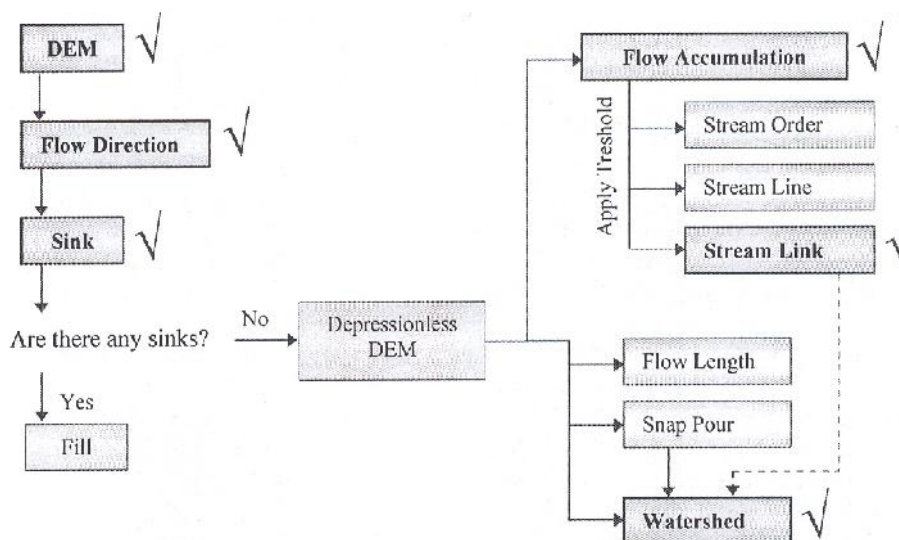 DEM
Flow Direction
Sink
Are there any sinks?
No
Yes
Fill
Depressionless
DEM
Flow Accumulation
Apply Treshold
Stream Order
Stream Line
Stream Link
Flow Length
Snap Pour
Watershed